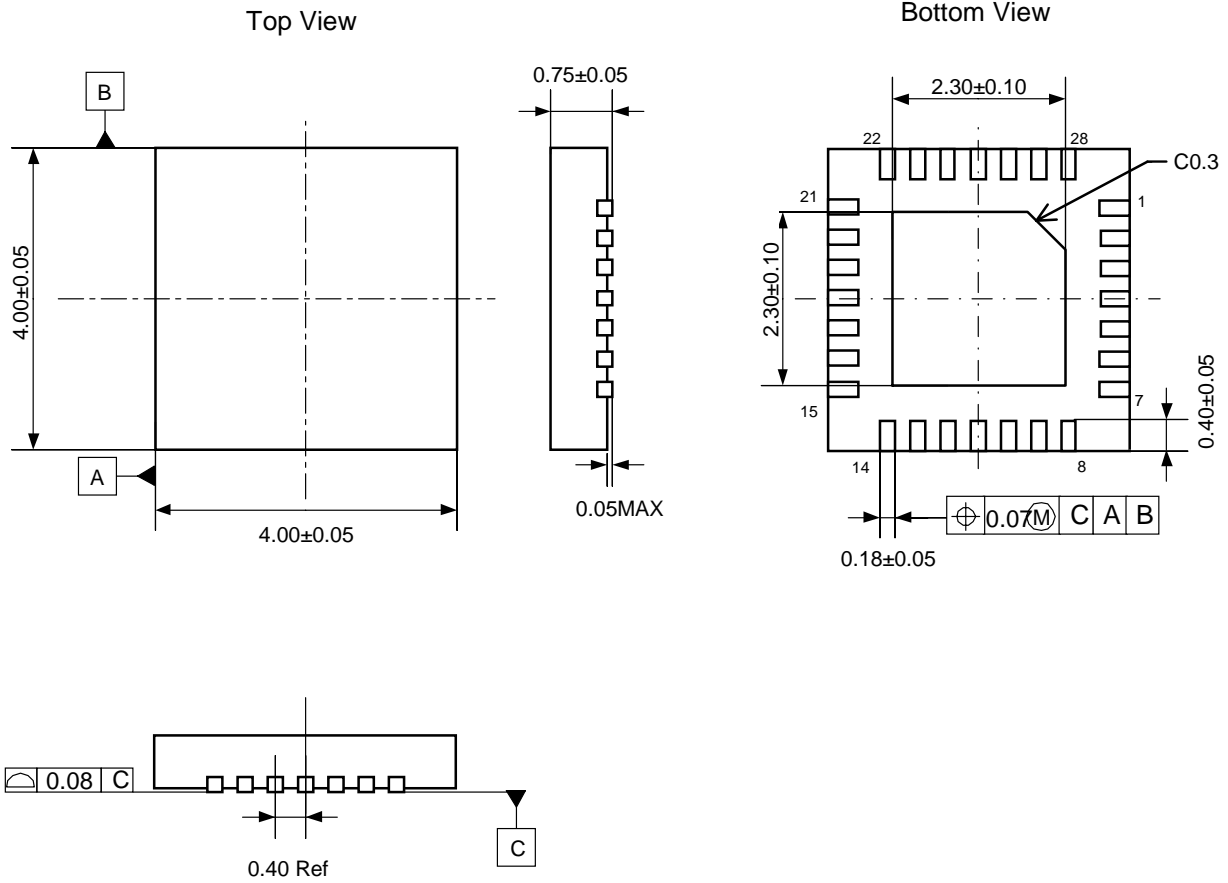 Top View
Bottom View
0.75±0.05
2.30±0.10
B
22
28
C0.3
21
1
4.00±0.05
2.30±0.10
15
7
0.40±0.05
A
14
8
0.05MAX
0.07Ⓜ C A B
4.00±0.05
0.18±0.05
0.08 C
C
0.40 Ref